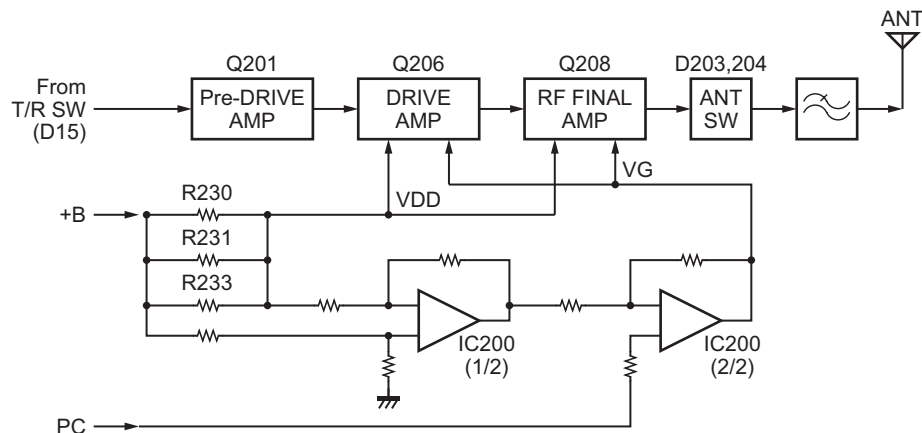 ANT
Q201
Q206
Q208
D203,204
From
T/R SW
(D15)
Pre-DRIVE
AMP
DRIVE
AMP
RF FINAL
AMP
ANT
SW
VG
VDD
+B
R230
R231
R233
IC200
(1/2)
IC200
(2/2)
PC